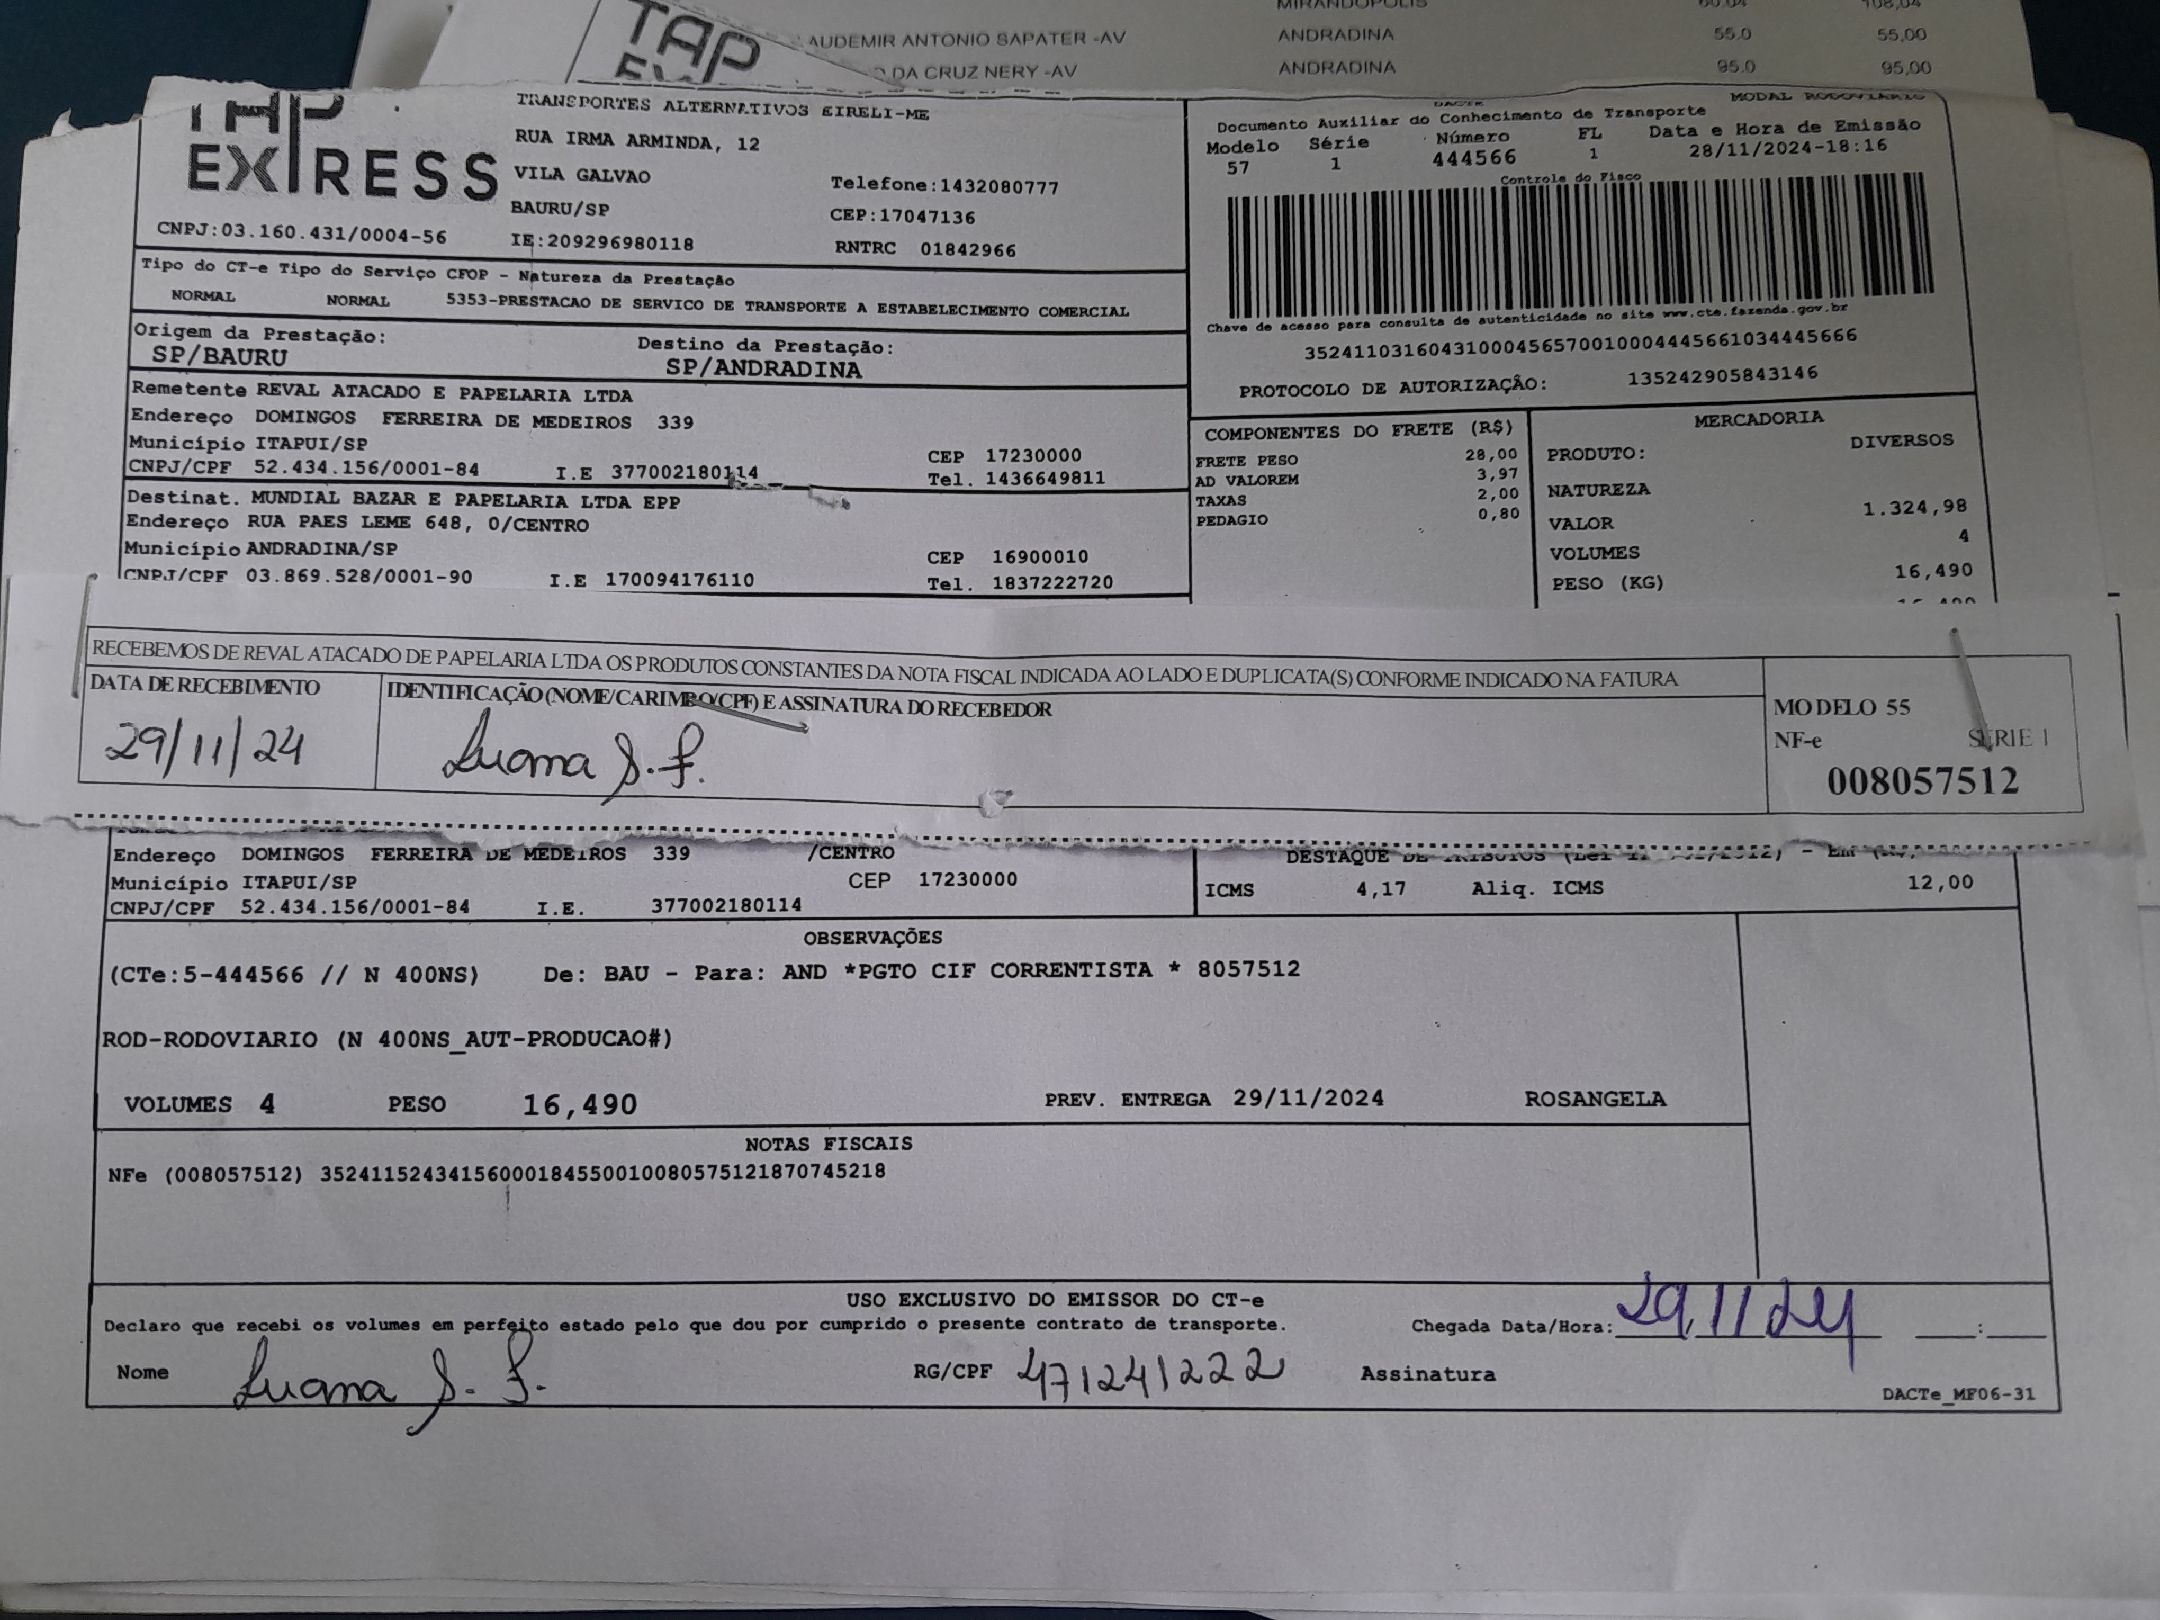 MIRANDOPOLIS 60,04 108,04
AUDEMIR ANTONIO SAPATER -AV ANDRADINA 55,0 55,00
DA CRUZ NERY -AV ANDRADINA 95,0 95,00
TAP
TAP
EXPRESS
TRANSPORTES ALTERNATIVOS EIRELI-ME
RUA IRMA ARMINDA, 12
VILA GALVAO Telefone:1432080777
BAURU/SP CEP:17047136
CNPJ:03.160.431/0004-56 IE:209296980118 RNTRC 01842966
DACTE MODAL RODOVIÁRIO
Documento Auxiliar do Conhecimento de Transporte
Modelo Série Número FL Data e Hora de Emissão
57 1 444566 1 28/11/2024-18:16
Controle do Fisco
Chave de acesso para consulta de autenticidade no site www.cte.fazenda.gov.br
35241103160431000456570010004445661034445666
PROTOCOLO DE AUTORIZAÇÃO: 135242905843146
Tipo do CT-e Tipo do Serviço CFOP - Natureza da Prestação
NORMAL NORMAL 5353-PRESTACAO DE SERVICO DE TRANSPORTE A ESTABELECIMENTO COMERCIAL
Origem da Prestação: Destino da Prestação:
SP/BAURU SP/ANDRADINA
Remetente REVAL ATACADO E PAPELARIA LTDA
Endereço DOMINGOS FERREIRA DE MEDEIROS 339
Município ITAPUI/SP CEP 17230000
CNPJ/CPF 52.434.156/0001-84 I.E 377002180114 Tel. 1436649811
Destinat. MUNDIAL BAZAR E PAPELARIA LTDA EPP
Endereço RUA PAES LEME 648, 0/CENTRO
Município ANDRADINA/SP CEP 16900010
CNPJ/CPF 03.869.528/0001-90 I.E 170094176110 Tel. 1837222720
COMPONENTES DO FRETE (R$)
FRETE PESO 28,00
AD VALOREM 3,97
TAXAS 2,00
PEDAGIO 0,80
MERCADORIA
PRODUTO: DIVERSOS
NATUREZA
VALOR 1.324,98
VOLUMES 4
PESO (KG) 16,490
RECEBEMOS DE REVAL ATACADO DE PAPELARIA LTDA OS PRODUTOS CONSTANTES DA NOTA FISCAL INDICADA AO LADO E DUPLICATA(S) CONFORME INDICADO NA FATURA
DATA DE RECEBIMENTO IDENTIFICAÇÃO (NOME/CARIMBO/CPF) E ASSINATURA DO RECEBEDOR
29/11/24 Luana S. F.
MODELO 55
NF-e SÉRIE 1
008057512
Endereço DOMINGOS FERREIRA DE MEDEIROS 339 /CENTRO
Município ITAPUI/SP CEP 17230000
CNPJ/CPF 52.434.156/0001-84 I.E. 377002180114
DESTAQUE DE TRIBUTOS
ICMS 4,17 Aliq. ICMS 12,00
OBSERVAÇÕES
(CTe:5-444566 // N 400NS) De: BAU - Para: AND *PGTO CIF CORRENTISTA * 8057512
ROD-RODOVIARIO (N 400NS_AUT-PRODUCAO#)
VOLUMES 4 PESO 16,490 PREV. ENTREGA 29/11/2024 ROSANGELA
NOTAS FISCAIS
NFe (008057512) 35241152434156000184550010080575121870745218
USO EXCLUSIVO DO EMISSOR DO CT-e
Declaro que recebi os volumes em perfeito estado pelo que dou por cumprido o presente contrato de transporte. Chegada Data/Hora: 29,11,24 :
Nome Luana S. F. RG/CPF 471241222 Assinatura
DACTe_MF06-31